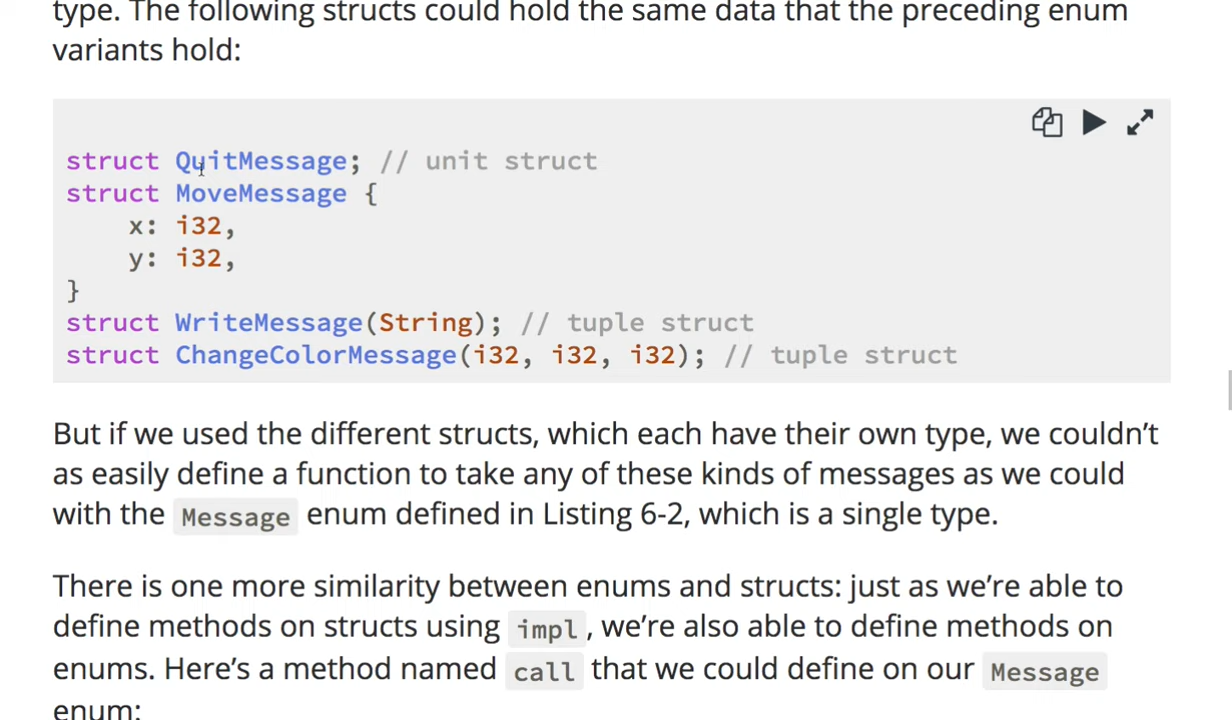 type. The following structs could hold the same data that the preceding enum
variants hold:
struct QuitMessage; // unit struct
struct MoveMessage {
    x: i32,
    y: i32,
}
struct WriteMessage(String); // tuple struct
struct ChangeColorMessage(i32, i32, i32); // tuple struct
But if we used the different structs, which each have their own type, we couldn’t
as easily define a function to take any of these kinds of messages as we could
with the Message enum defined in Listing 6-2, which is a single type.
There is one more similarity between enums and structs: just as we’re able to
define methods on structs using impl, we’re also able to define methods on
enums. Here’s a method named call that we could define on our Message
enum: